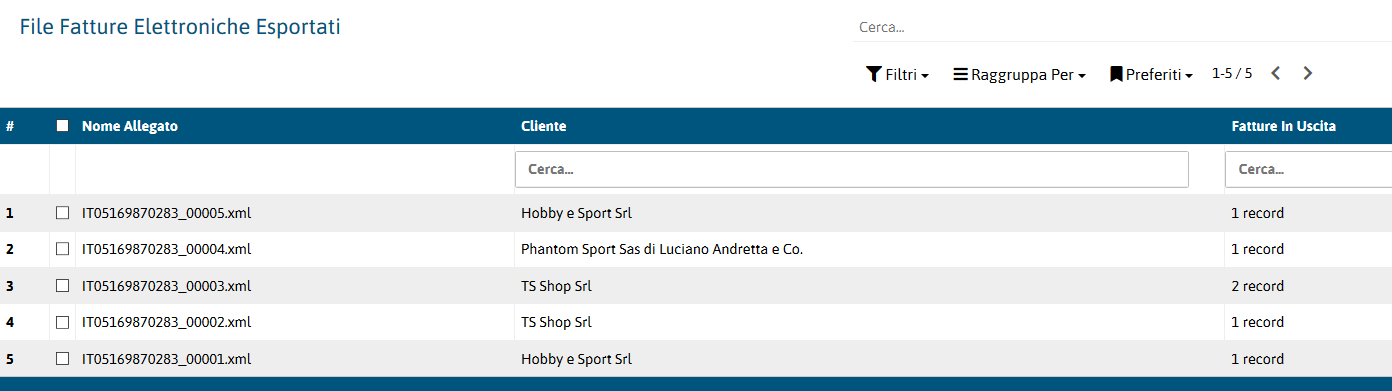 File Fatture Elettroniche Esportati
Cerca...
Filtri Raggruppa Per Preferiti 1-5 / 5
# Nome Allegato Cliente Fatture In Uscita
Cerca... Cerca...
1 IT05169870283_00005.xml Hobby e Sport Srl 1 record
2 IT05169870283_00004.xml Phantom Sport Sas di Luciano Andretta e Co. 1 record
3 IT05169870283_00003.xml TS Shop Srl 2 record
4 IT05169870283_00002.xml TS Shop Srl 1 record
5 IT05169870283_00001.xml Hobby e Sport Srl 1 record